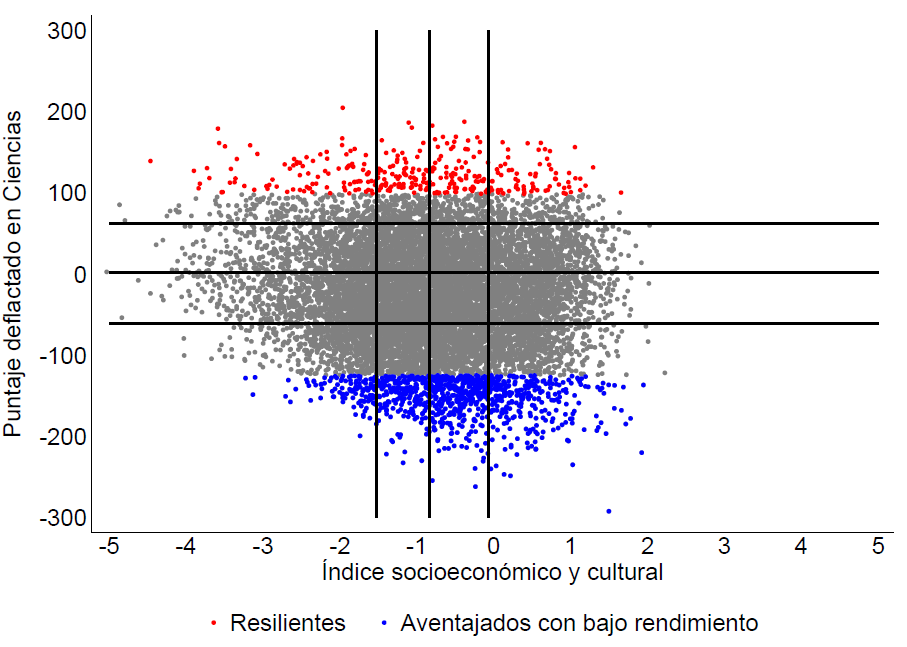 Puntaje deflactado en Ciencias
300
200
100
0
-100
-200
-300
-5 -4 -3 -2 -1 0 1 2 3 4 5
Índice socioeconómico y cultural
Resilientes Aventajados con bajo rendimiento